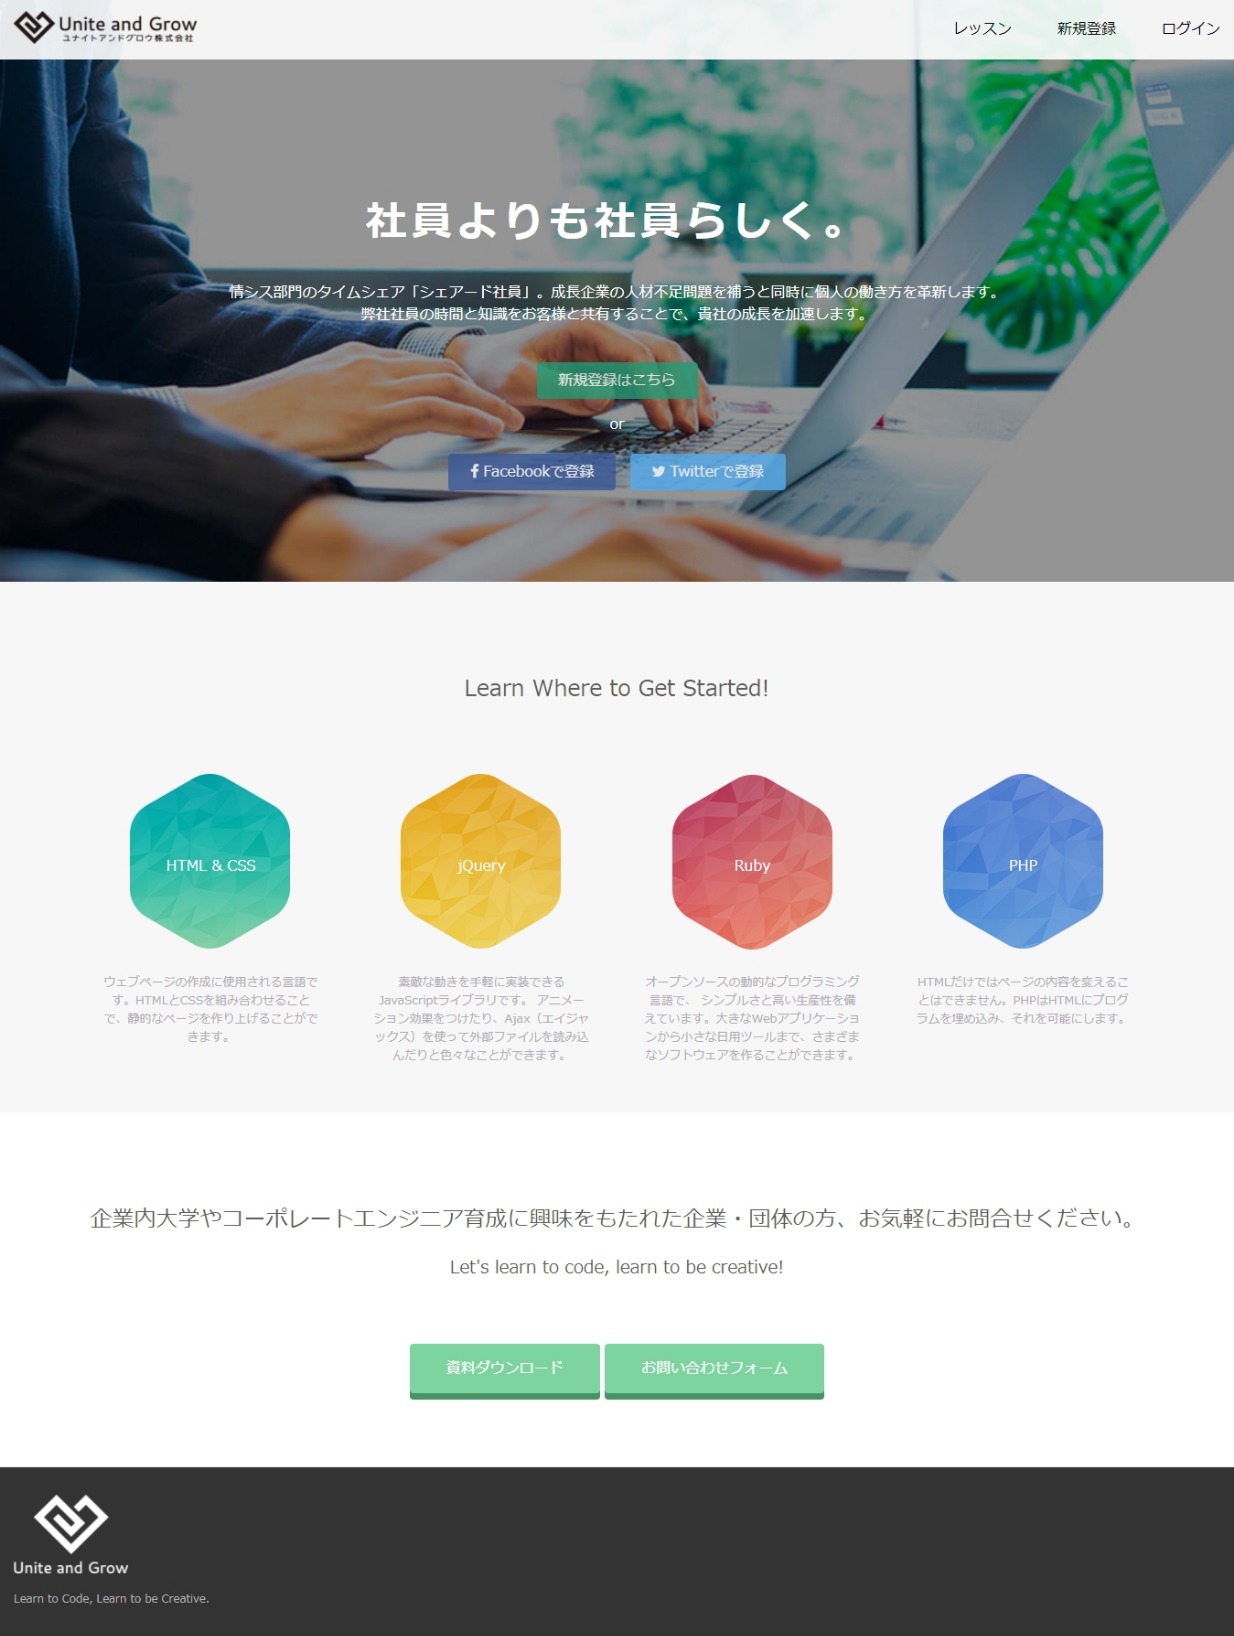 Unite and Grow
ユナイトアンドグロウ株式会社
レッスン 新規登録 ログイン
社員よりも社員らしく。
情シス部門のタイムシェア「シェアード社員」。成長企業の人材不足問題を補うと同時に個人の働き方を革新します。
弊社社員の時間と知識をお客様と共有することで、貴社の成長を加速します。
新規登録はこちら
or
Facebookで登録 Twitterで登録
Learn Where to Get Started!
HTML & CSS
ウェブページの作成に使用される言語で
す。HTMLとCSSを組み合わせること
で、静的なページを作り上げることがで
きます。
jQuery
素敵な動きを手軽に実装できる
JavaScriptライブラリです。 アニメー
ション効果をつけたり、Ajax（エイジャ
ックス）を使って外部ファイルを読み込
んだりと色々なことができます。
Ruby
オープンソースの動的なプログラミング
言語で、 シンプルさと高い生産性を備
えています。大きなWebアプリケーショ
ンから小さな日用ツールまで、さまざま
なソフトウェアを作ることができます。
PHP
HTMLだけではページの内容を変えるこ
とはできません。PHPはHTMLにプログ
ラムを埋め込み、それを可能にします。
企業内大学やコーポレートエンジニア育成に興味をもたれた企業・団体の方、お気軽にお問合せください。
Let's learn to code, learn to be creative!
資料ダウンロード お問い合わせフォーム
Unite and Grow
Learn to Code, Learn to be Creative.